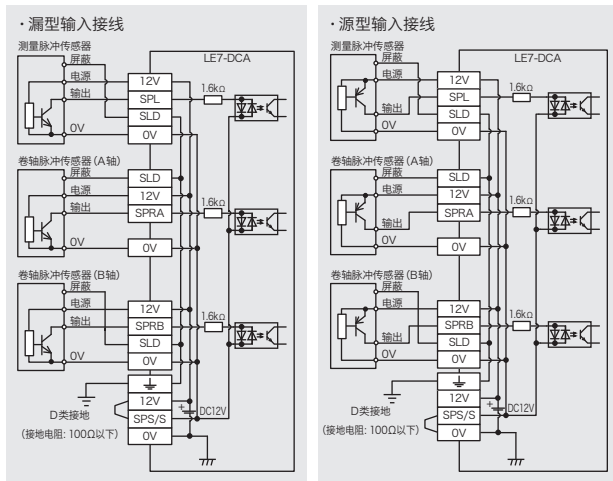 ·漏型输入接线
测量脉冲传感器
屏蔽
LE7-DCA
电源
12V
1.6kΩ
输出
SPL
SLD
0V
0V
卷轴脉冲传感器(A轴)
屏蔽
SLD
电源
12V
1.6kΩ
输出
SPRA
0V
0V
卷轴脉冲传感器(B轴)
屏蔽
电源
12V
1.6kΩ
输出
SPRB
SLD
0V
0V
12V
+
DC12V
D类接地
SPS/S
(接地电阻: 100Ω以下)
0V
·源型输入接线
测量脉冲传感器
屏蔽
LE7-DCA
电源
12V
1.6kΩ
SPL
输出
SLD
0V
0V
卷轴脉冲传感器(A轴)
屏蔽
SLD
电源
12V
1.6kΩ
SPRA
输出
0V
0V
卷轴脉冲传感器(B轴)
屏蔽
电源
12V
1.6kΩ
SPRB
输出
SLD
0V
0V
12V
+
DC12V
D类接地
SPS/S
(接地电阻: 100Ω以下)
0V